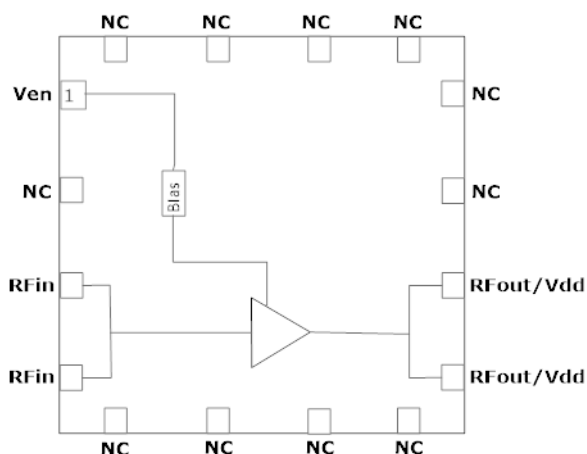 NC NC NC NC
Ven 1 NC
Bias
NC NC
RFin RFout/Vdd
RFin RFout/Vdd
NC NC NC NC